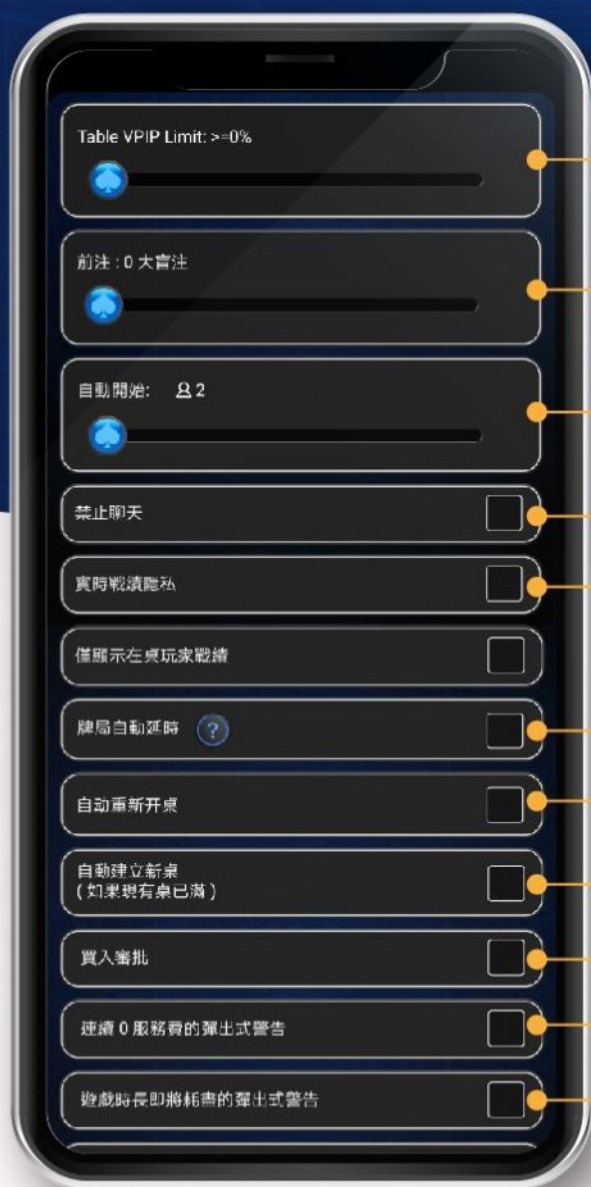 Table VPIP Limit: >=0%
前注 : 0 大盲注
自動開始: 2
禁止聊天
實時戰績隱私
僅顯示在桌玩家戰績
牌局自動延時 ?
自动重新开桌
自動建立新桌
( 如果現有桌已滿 )
買入審批
連續 0 服務費的彈出式警告
遊戲時長即將耗盡的彈出式警告